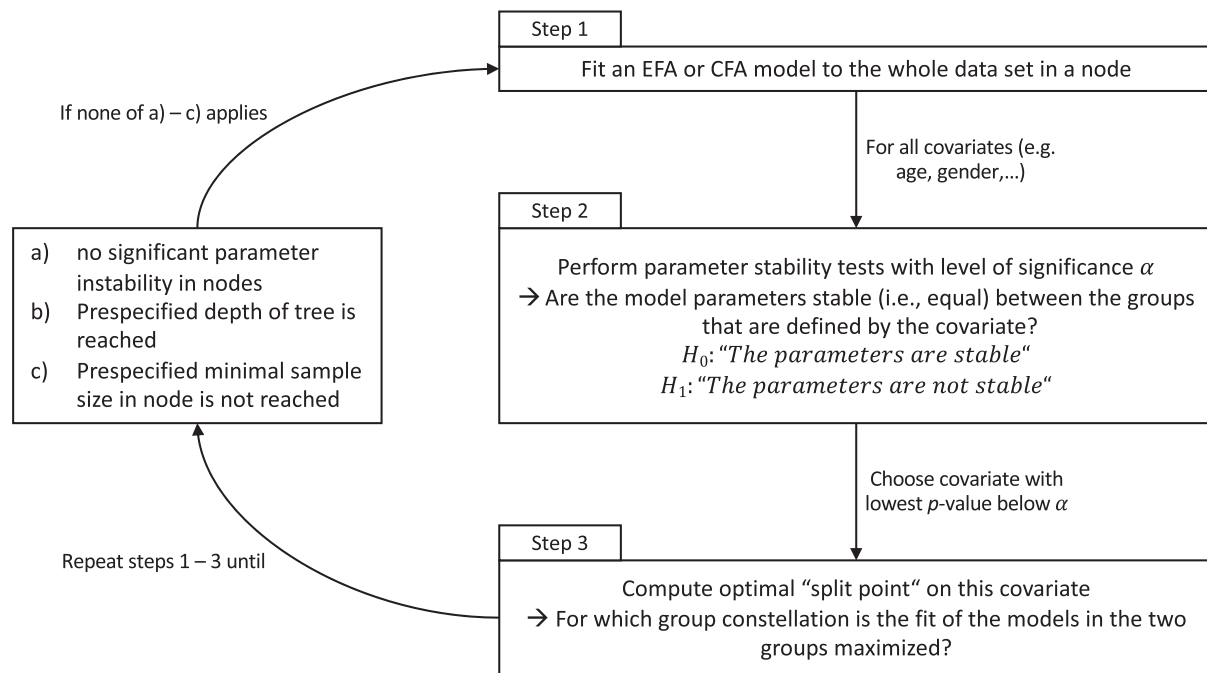 Step 1
Fit an EFA or CFA model to the whole data set in a node
If none of a) – c) applies
For all covariates (e.g.
age, gender,...)
Step 2
Perform parameter stability tests with level of significance α
→ Are the model parameters stable (i.e., equal) between the groups
that are defined by the covariate?
H₀: “The parameters are stable“
H₁: “The parameters are not stable“
a) no significant parameter
instability in nodes
b) Prespecified depth of tree is
reached
c) Prespecified minimal sample
size in node is not reached
Choose covariate with
lowest p-value below α
Repeat steps 1 – 3 until
Step 3
Compute optimal “split point“ on this covariate
→ For which group constellation is the fit of the models in the two
groups maximized?